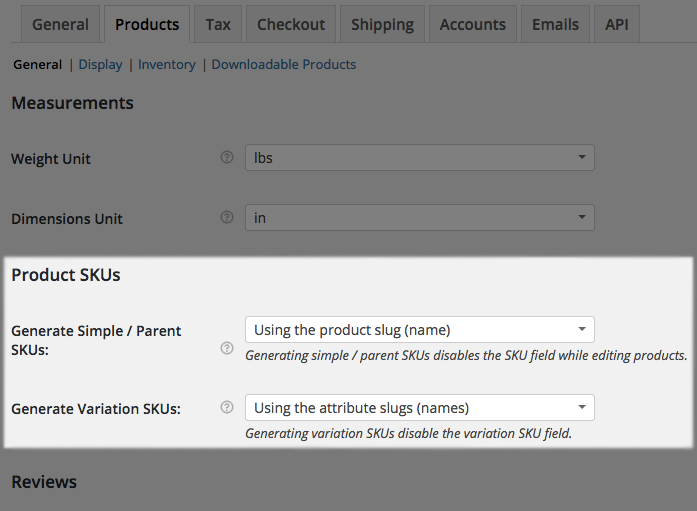 General Products Tax Checkout Shipping Accounts Emails API
General | Display | Inventory | Downloadable Products
Measurements
Weight Unit ? lbs
Dimensions Unit ? in
Product SKUs
Generate Simple / Parent
SKUs:
? Using the product slug (name)
Generating simple / parent SKUs disables the SKU field while editing products.
Generate Variation SKUs: ? Using the attribute slugs (names)
Generating variation SKUs disable the variation SKU field.
Reviews